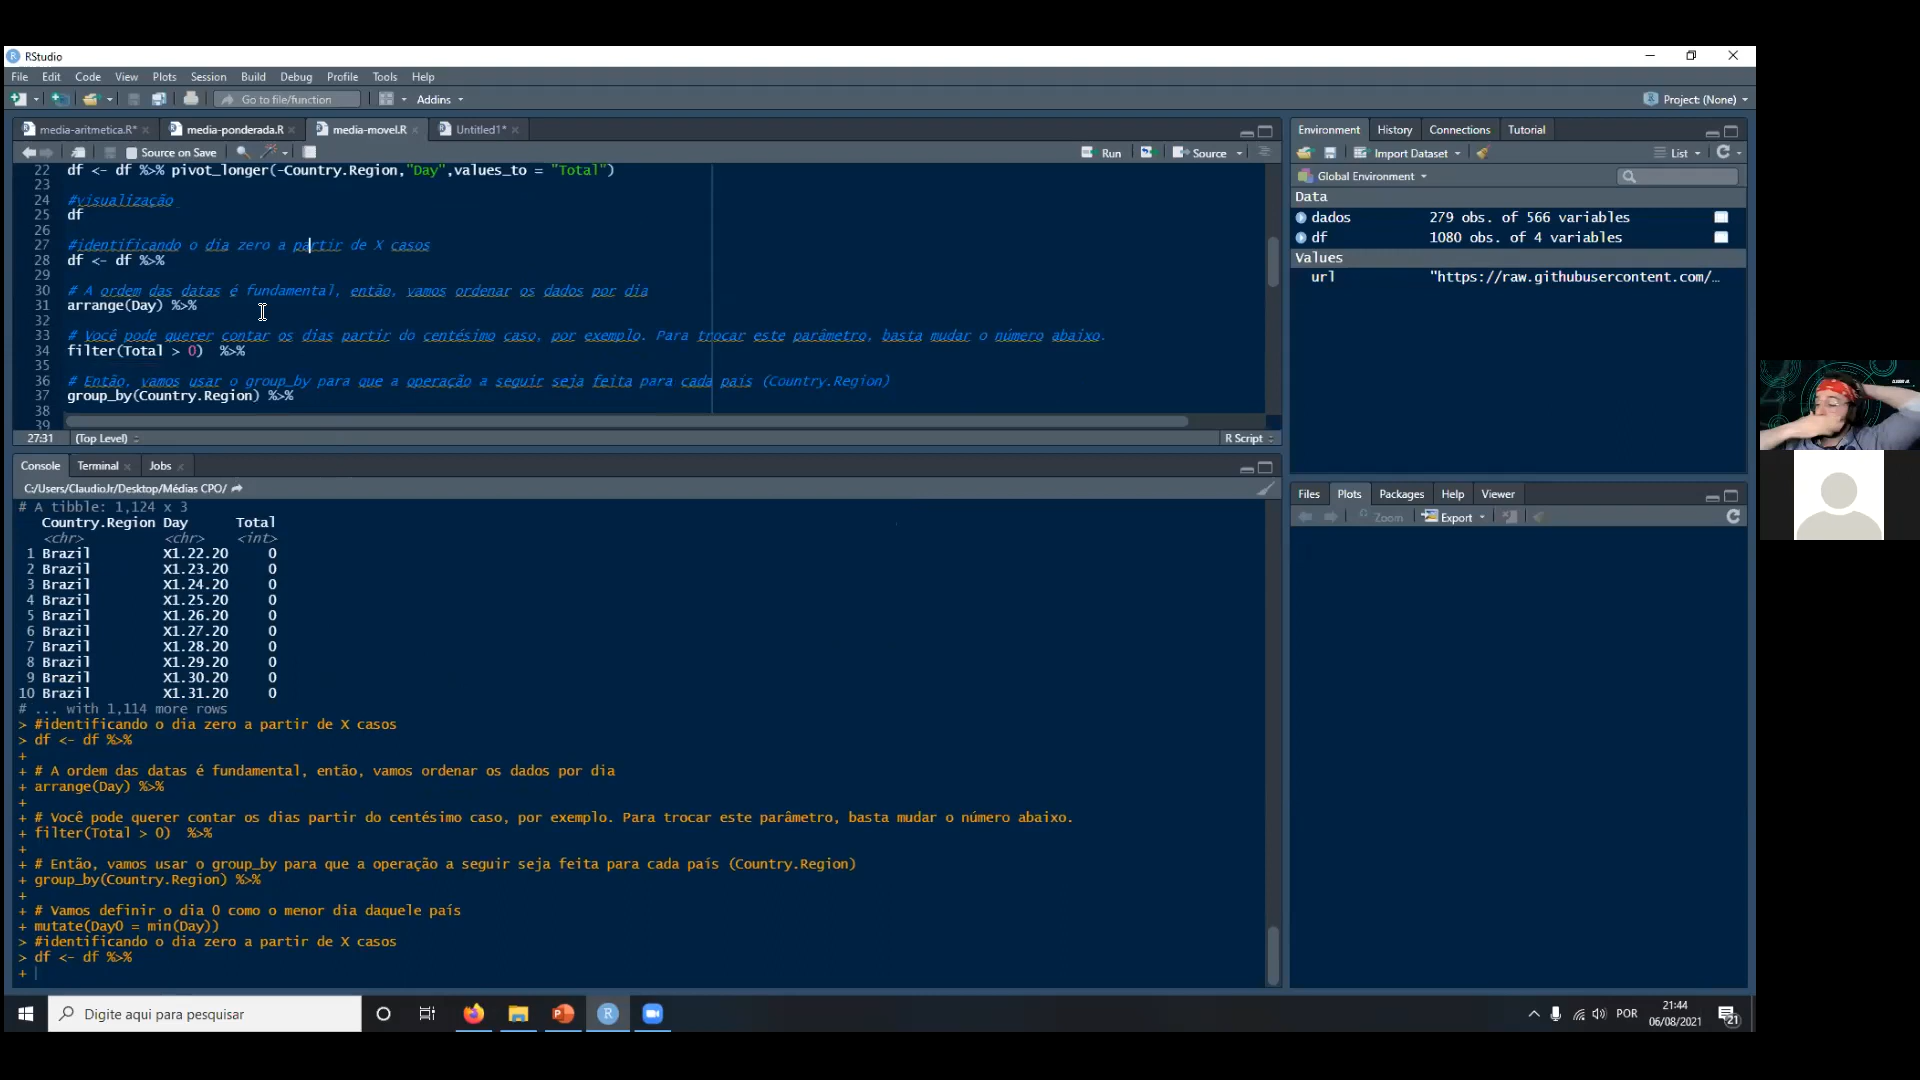 RStudio
File Edit Code View Plots Session Build Debug Profile Tools Help
Go to file/function Addins Project: (None)
media-aritmetica.R* media-ponderada.R media-movel.R Untitled1*
Source on Save Run Source
22 df <- df %>% pivot_longer(-Country.Region,"Day",values_to = "Total")
23
24 #visualização
25 df
26
27 #identificando o dia zero a partir de X casos
28 df <- df %>%
29
30 # A ordem das datas é fundamental, então, vamos ordenar os dados por dia
31 arrange(Day) %>%
32
33 # Você pode querer contar os dias partir do centésimo caso, por exemplo. Para trocar este parâmetro, basta mudar o número abaixo.
34 filter(Total > 0)  %>%
35
36 # Então, vamos usar o group_by para que a operação a seguir seja feita para cada país (Country.Region)
37 group_by(Country.Region) %>%
38
39
27:31 (Top Level) R Script
Console Terminal Jobs
C:/Users/ClaudioJr/Desktop/Médias CPO/
# A tibble: 1,124 x 3
Country.Region Day Total
<chr> <chr> <int>
1 Brazil X1.22.20 0
2 Brazil X1.23.20 0
3 Brazil X1.24.20 0
4 Brazil X1.25.20 0
5 Brazil X1.26.20 0
6 Brazil X1.27.20 0
7 Brazil X1.28.20 0
8 Brazil X1.29.20 0
9 Brazil X1.30.20 0
10 Brazil X1.31.20 0
# ... with 1,114 more rows
> #identificando o dia zero a partir de X casos
> df <- df %>%
+
+ # A ordem das datas é fundamental, então, vamos ordenar os dados por dia
+ arrange(Day) %>%
+
+ # Você pode querer contar os dias partir do centésimo caso, por exemplo. Para trocar este parâmetro, basta mudar o número abaixo.
+ filter(Total > 0)  %>%
+
+ # Então, vamos usar o group_by para que a operação a seguir seja feita para cada país (Country.Region)
+ group_by(Country.Region) %>%
+
+ # Vamos definir o dia 0 como o menor dia daquele país
+ mutate(Day0 = min(Day))
> #identificando o dia zero a partir de X casos
> df <- df %>%
+
Environment History Connections Tutorial
Import Dataset List
Global Environment
Data
dados 279 obs. of 566 variables
df 1080 obs. of 4 variables
Values
url "https://raw.githubusercontent.com/…
Files Plots Packages Help Viewer
Zoom Export
Digite aqui para pesquisar
POR
21:44
06/08/2021
21